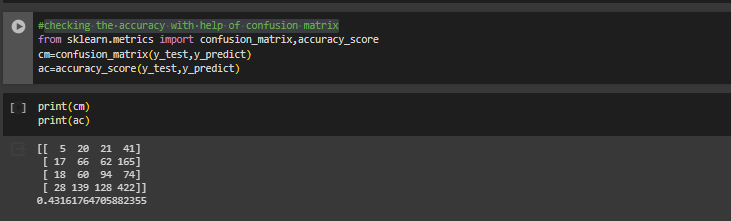 #checking the accuracy with help of confusion matrix
from sklearn.metrics import confusion_matrix,accuracy_score
cm=confusion_matrix(y_test,y_predict)
ac=accuracy_score(y_test,y_predict)
[ ] print(cm)
print(ac)
[[  5  20  21  41]
 [ 17  66  62 165]
 [ 18  60  94  74]
 [ 28 139 128 422]]
0.43161764705882355